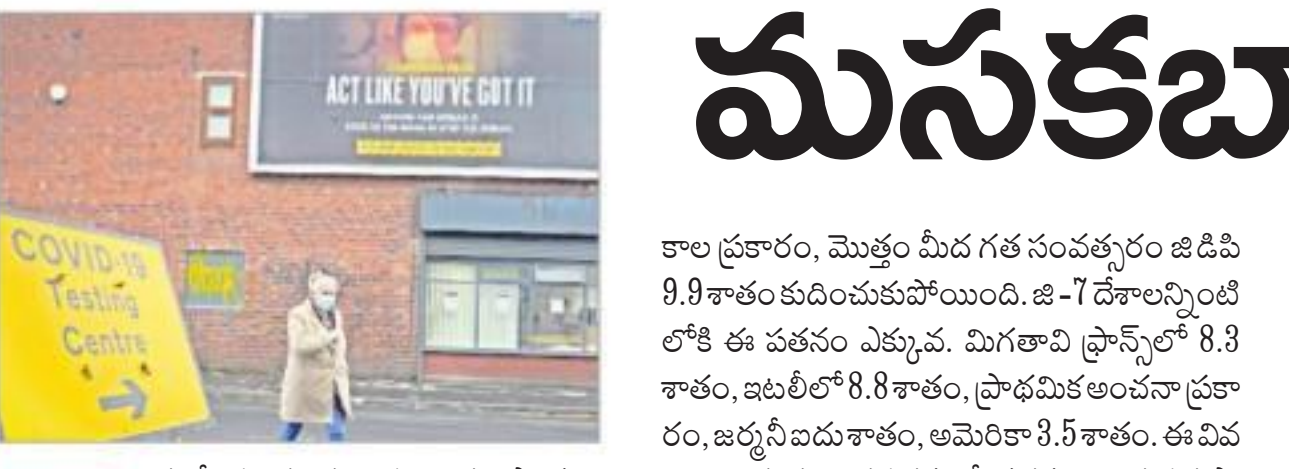 ACT LIKE YOU'VE GOT IT
COVID-19
Testing
Centre
మసకబా
కాల ప్రకారం, మొత్తం మీద గత సంవత్సరం జిడిపి
9.9 శాతం కుదించుకుపోయింది. జి-7 దేశాలన్నింటి
లోకి ఈ పతనం ఎక్కువ. మిగతావి ఫ్రాన్స్‌లో 8.3
శాతం, ఇటలీలో 8.8 శాతం, ప్రాథమిక అంచనా ప్రకా
రం, జర్మనీ ఐదు శాతం, అమెరికా 3.5 శాతం. ఈ వివ